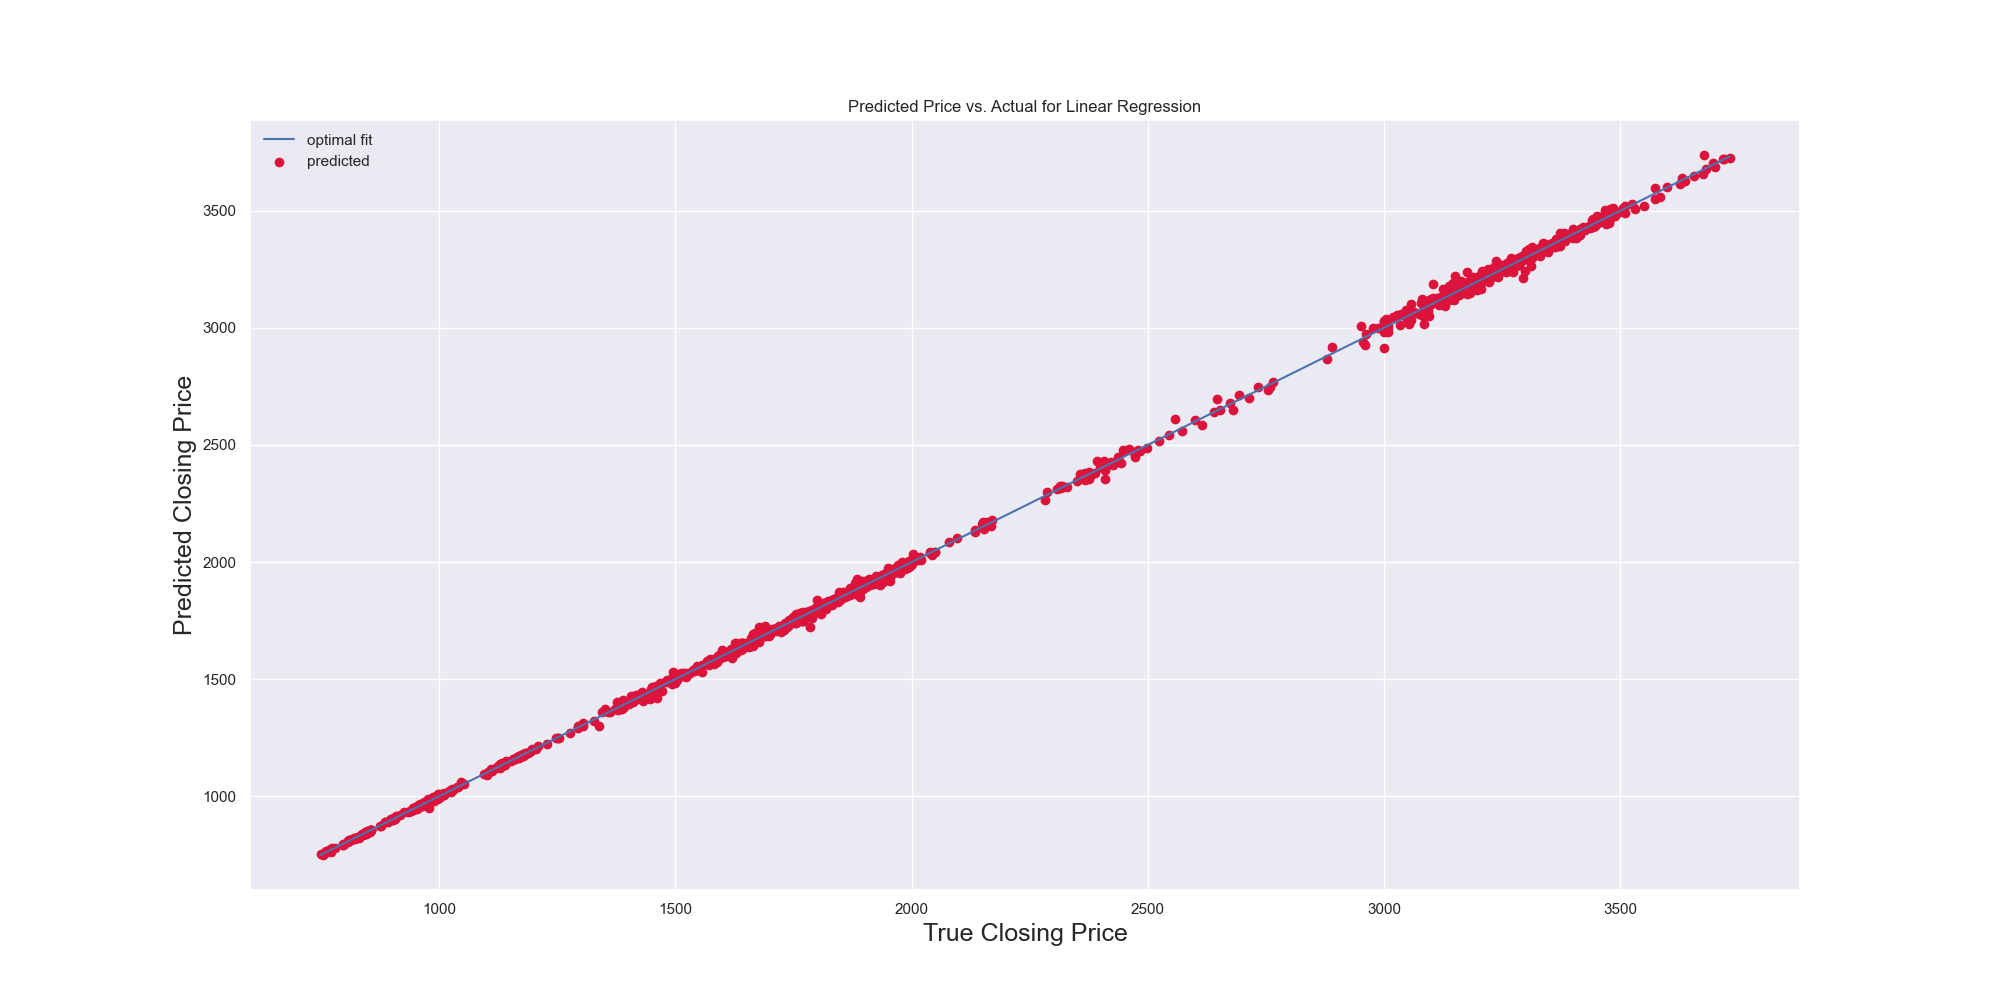 Predicted Price vs. Actual for Linear Regression
optimal fit
predicted
3500
3000
2500
2000
1500
1000
Predicted Closing Price
1000 1500 2000 2500 3000 3500
True Closing Price